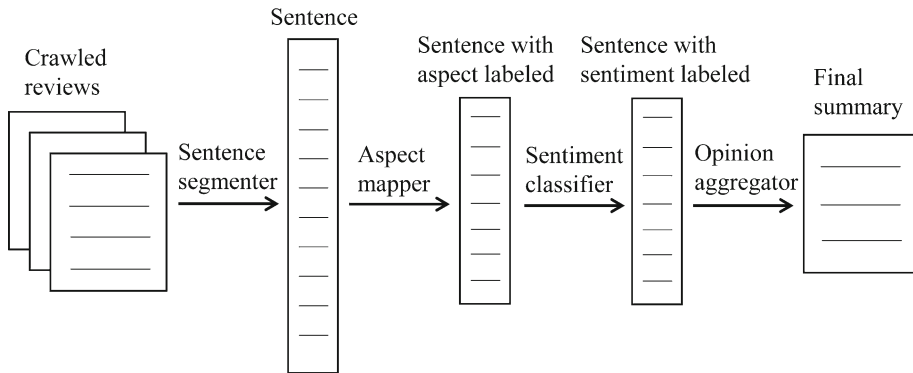 Crawled
reviews
Sentence
segmenter
Sentence
Aspect
mapper
Sentence with
aspect labeled
Sentiment
classifier
Sentence with
sentiment labeled
Opinion
aggregator
Final
summary